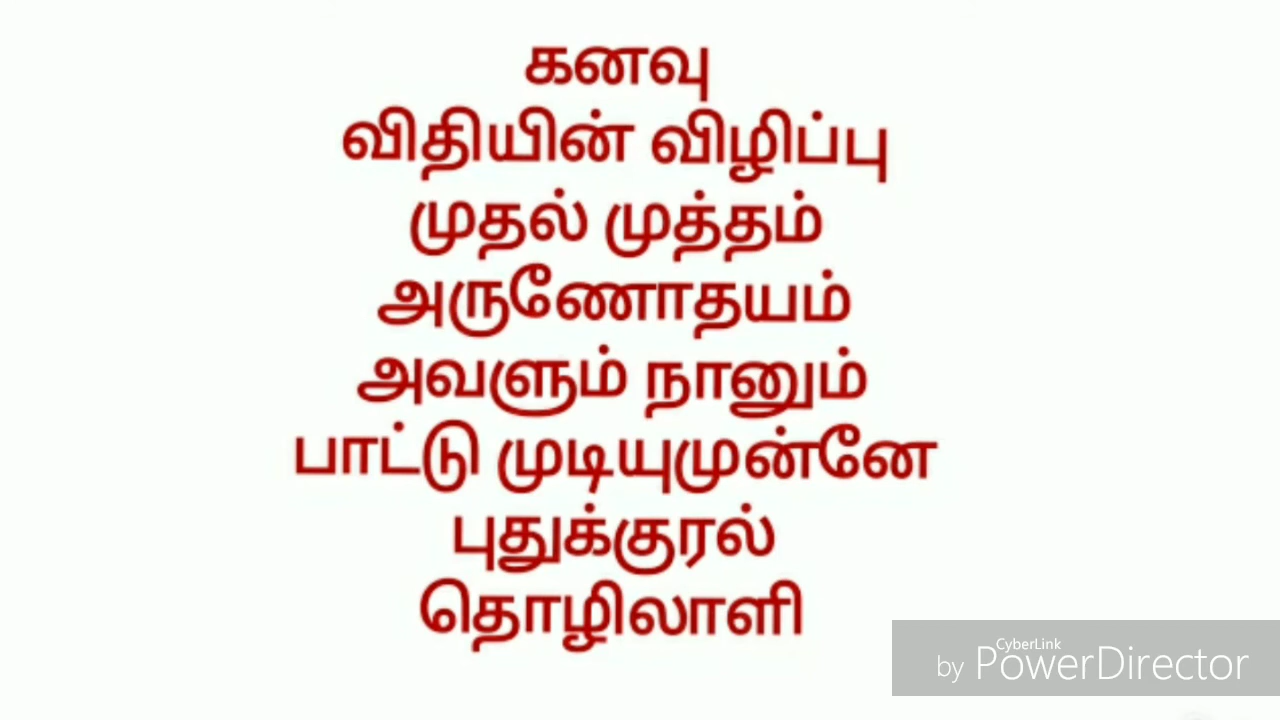 கனவு
விதியின் விழிப்பு
முதல் முத்தம்
அருணோதயம்
அவளும் நானும்
பாட்டு முடியுமுன்னே
புதுக்குரல்
தொழிலாளி
CyberLink
by PowerDirector